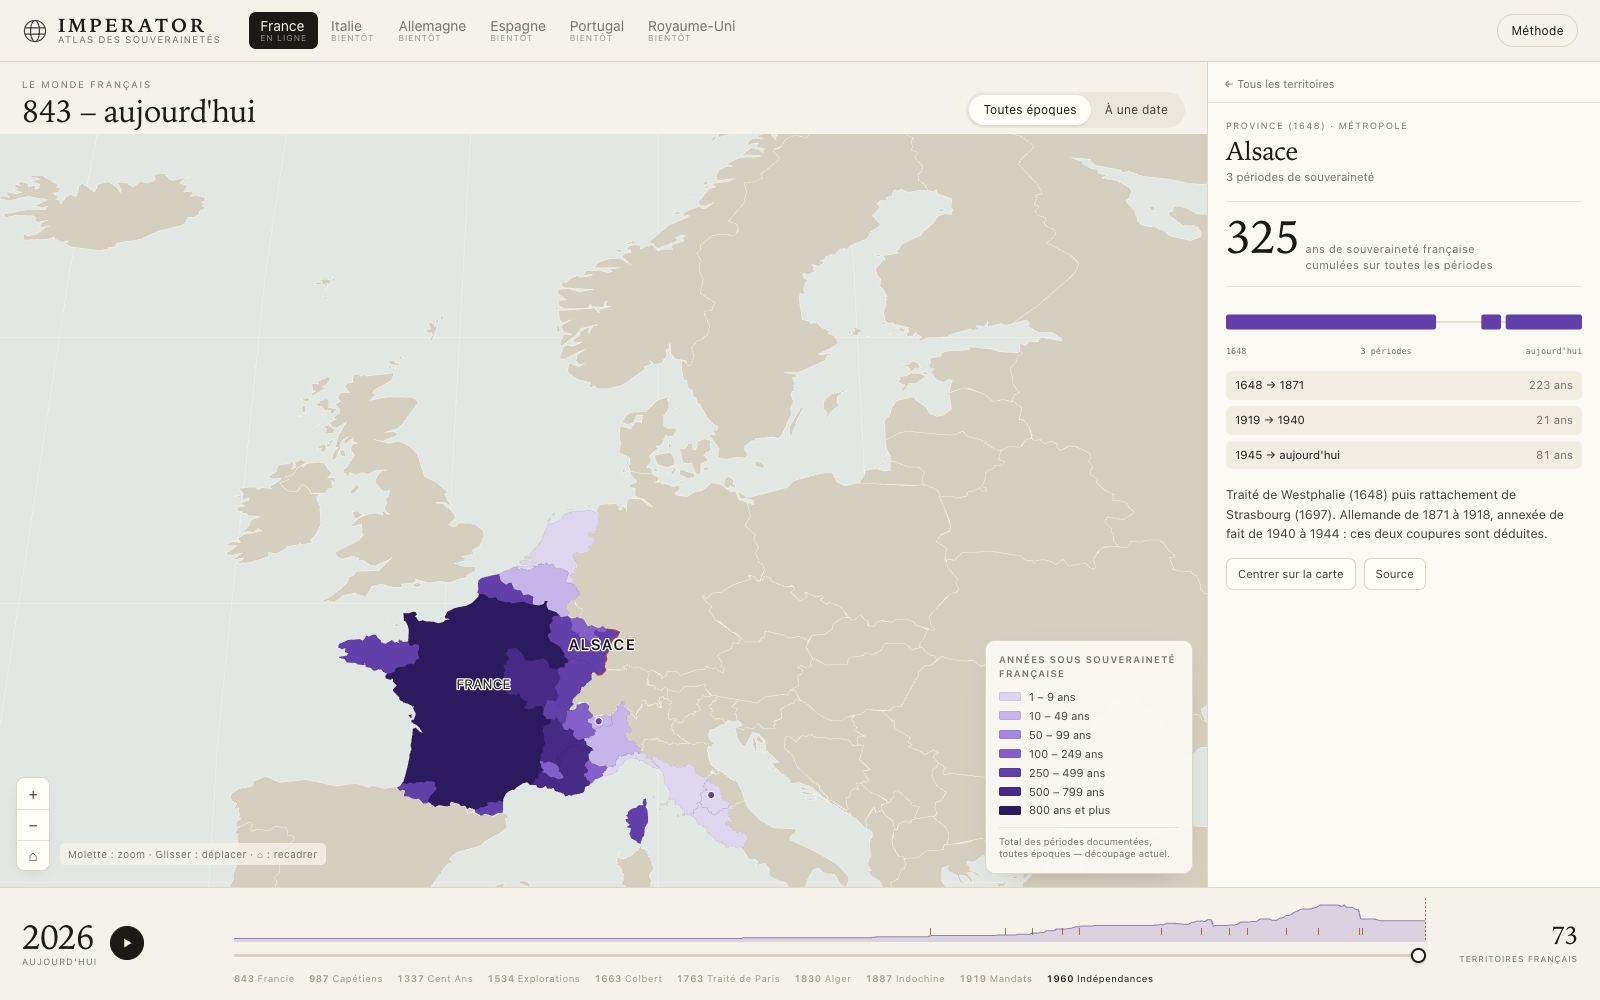 IMPERATOR
ATLAS DES SOUVERAINETÉS
France
EN LIGNE
Italie
BIENTÔT
Allemagne
BIENTÔT
Espagne
BIENTÔT
Portugal
BIENTÔT
Royaume-Uni
BIENTÔT
Méthode
LE MONDE FRANÇAIS
843 – aujourd'hui
Toutes époques
À une date
← Tous les territoires
PROVINCE (1648) · MÉTROPOLE
Alsace
3 périodes de souveraineté
325 ans de souveraineté française
cumulées sur toutes les périodes
1648
3 périodes
aujourd'hui
1648 → 1871 223 ans
1919 → 1940 21 ans
1945 → aujourd'hui 81 ans
Traité de Westphalie (1648) puis rattachement de
Strasbourg (1697). Allemande de 1871 à 1918, annexée de
fait de 1940 à 1944 : ces deux coupures sont déduites.
Centrer sur la carte
Source
ALSACE
FRANCE
ANNÉES SOUS SOUVERAINETÉ
FRANÇAISE
1 – 9 ans
10 – 49 ans
50 – 99 ans
100 – 249 ans
250 – 499 ans
500 – 799 ans
800 ans et plus
Total des périodes documentées,
toutes époques — découpage actuel.
+
−
⌂
Molette : zoom · Glisser : déplacer · ⌂ : recadrer
2026
AUJOURD'HUI
843 Francie
987 Capétiens
1337 Cent Ans
1534 Explorations
1663 Colbert
1763 Traité de Paris
1830 Alger
1887 Indochine
1919 Mandats
1960 Indépendances
73
TERRITOIRES FRANÇAIS